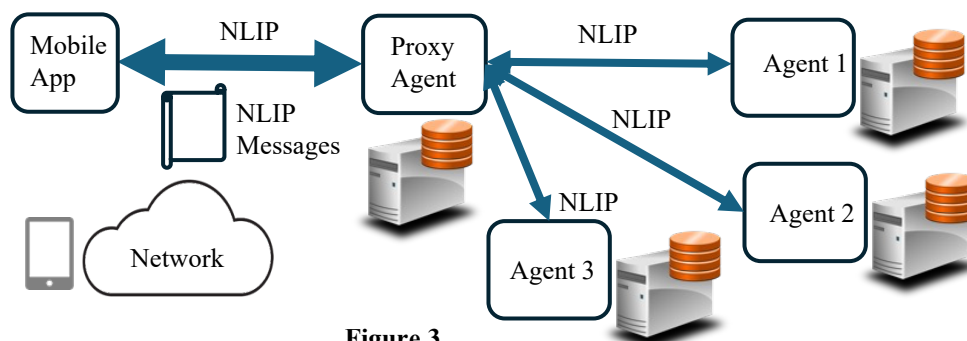 Mobile
App
NLIP
NLIP
Messages
Proxy
Agent
NLIP
Agent 1
NLIP
Agent 2
NLIP
Agent 3
Network
Figure 3